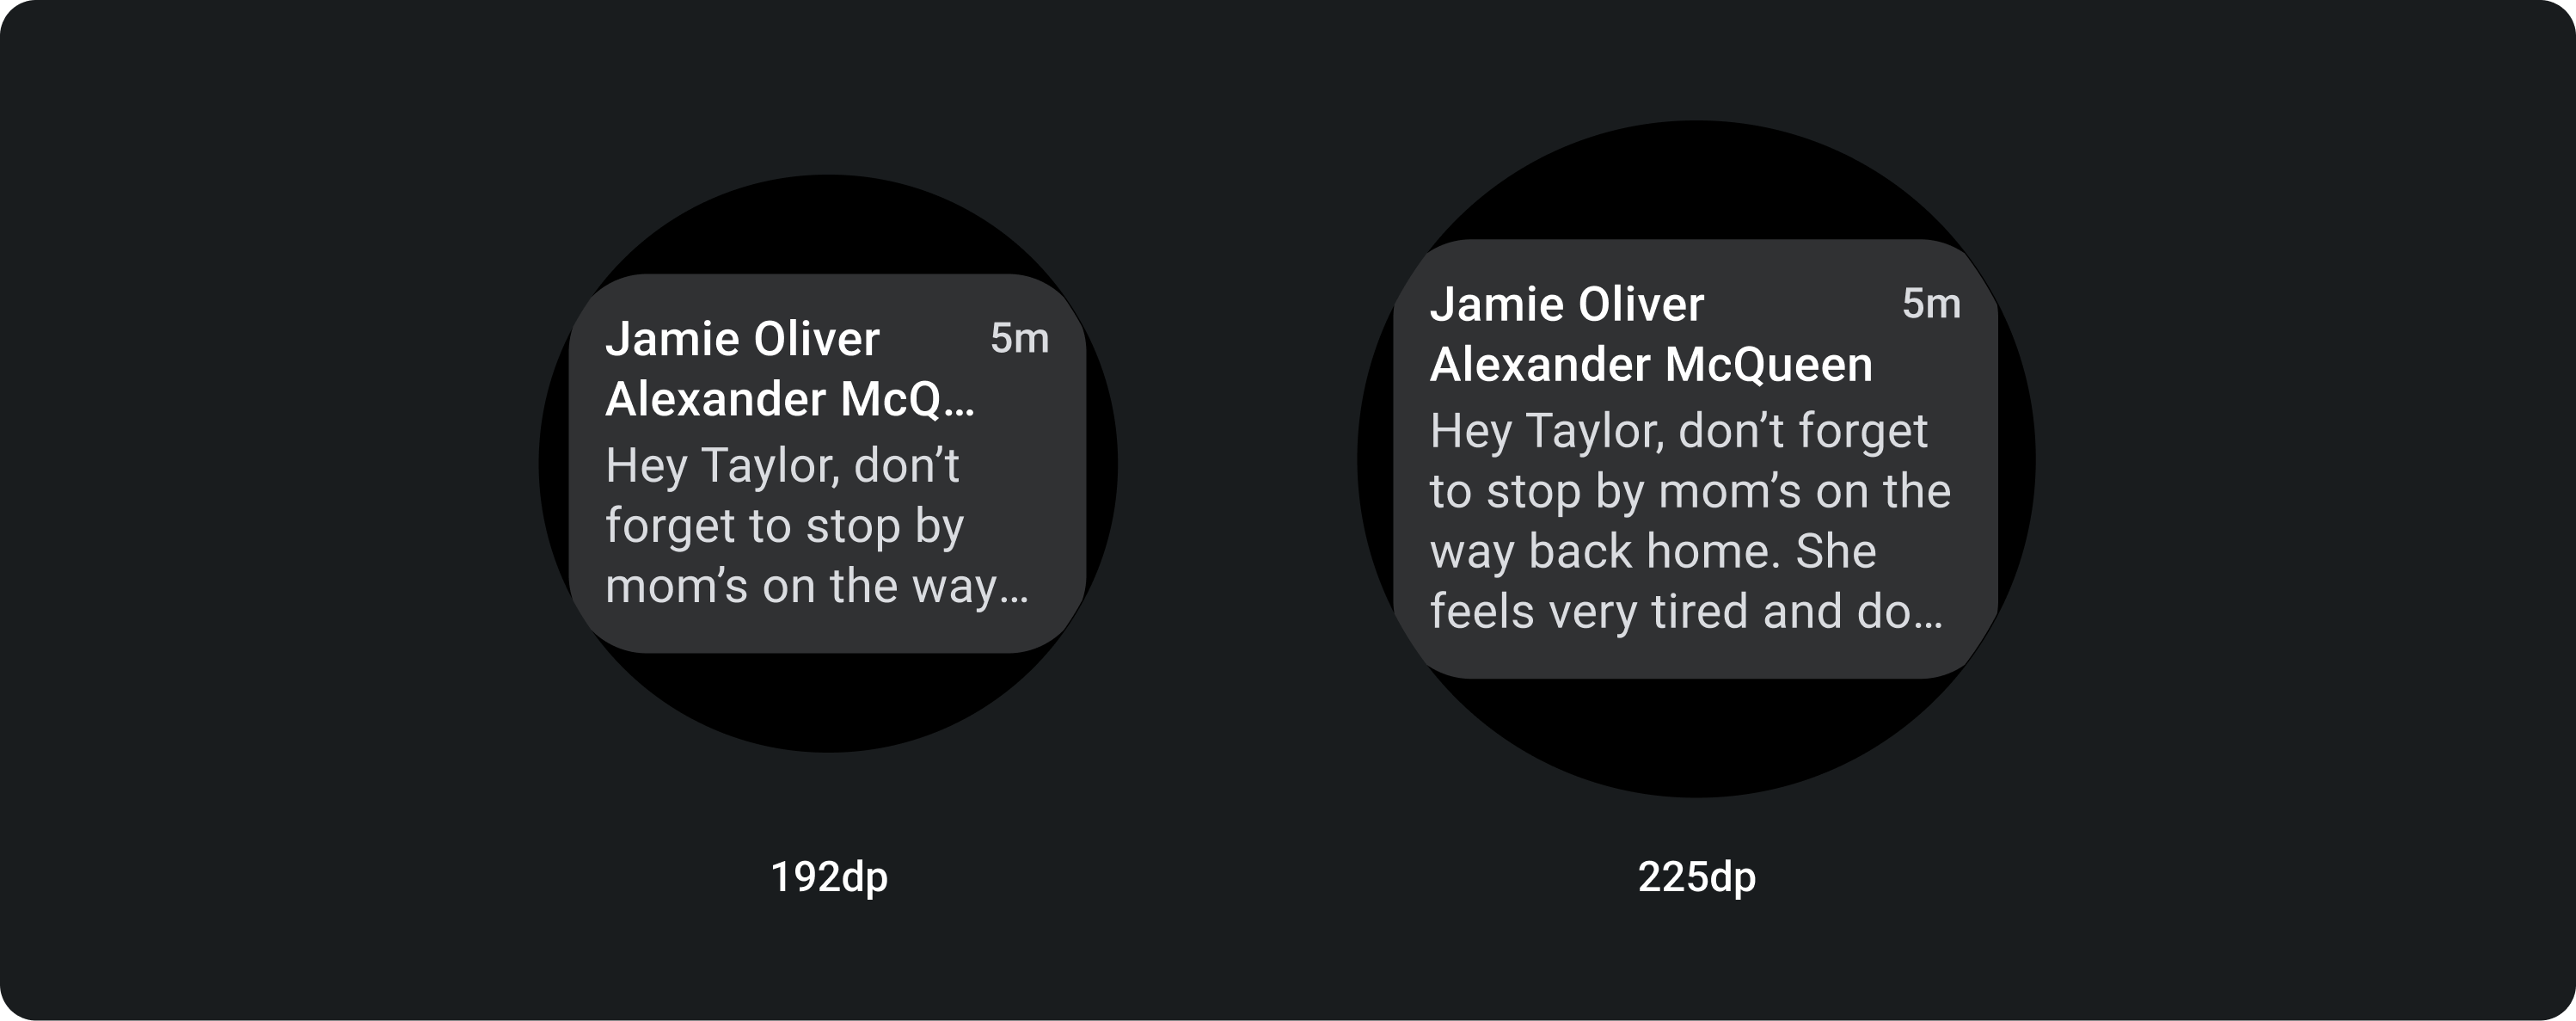 Jamie Oliver 5m
Alexander McQ...
Hey Taylor, don’t
forget to stop by
mom’s on the way...
192dp
Jamie Oliver 5m
Alexander McQueen
Hey Taylor, don’t forget
to stop by mom’s on the
way back home. She
feels very tired and do...
225dp